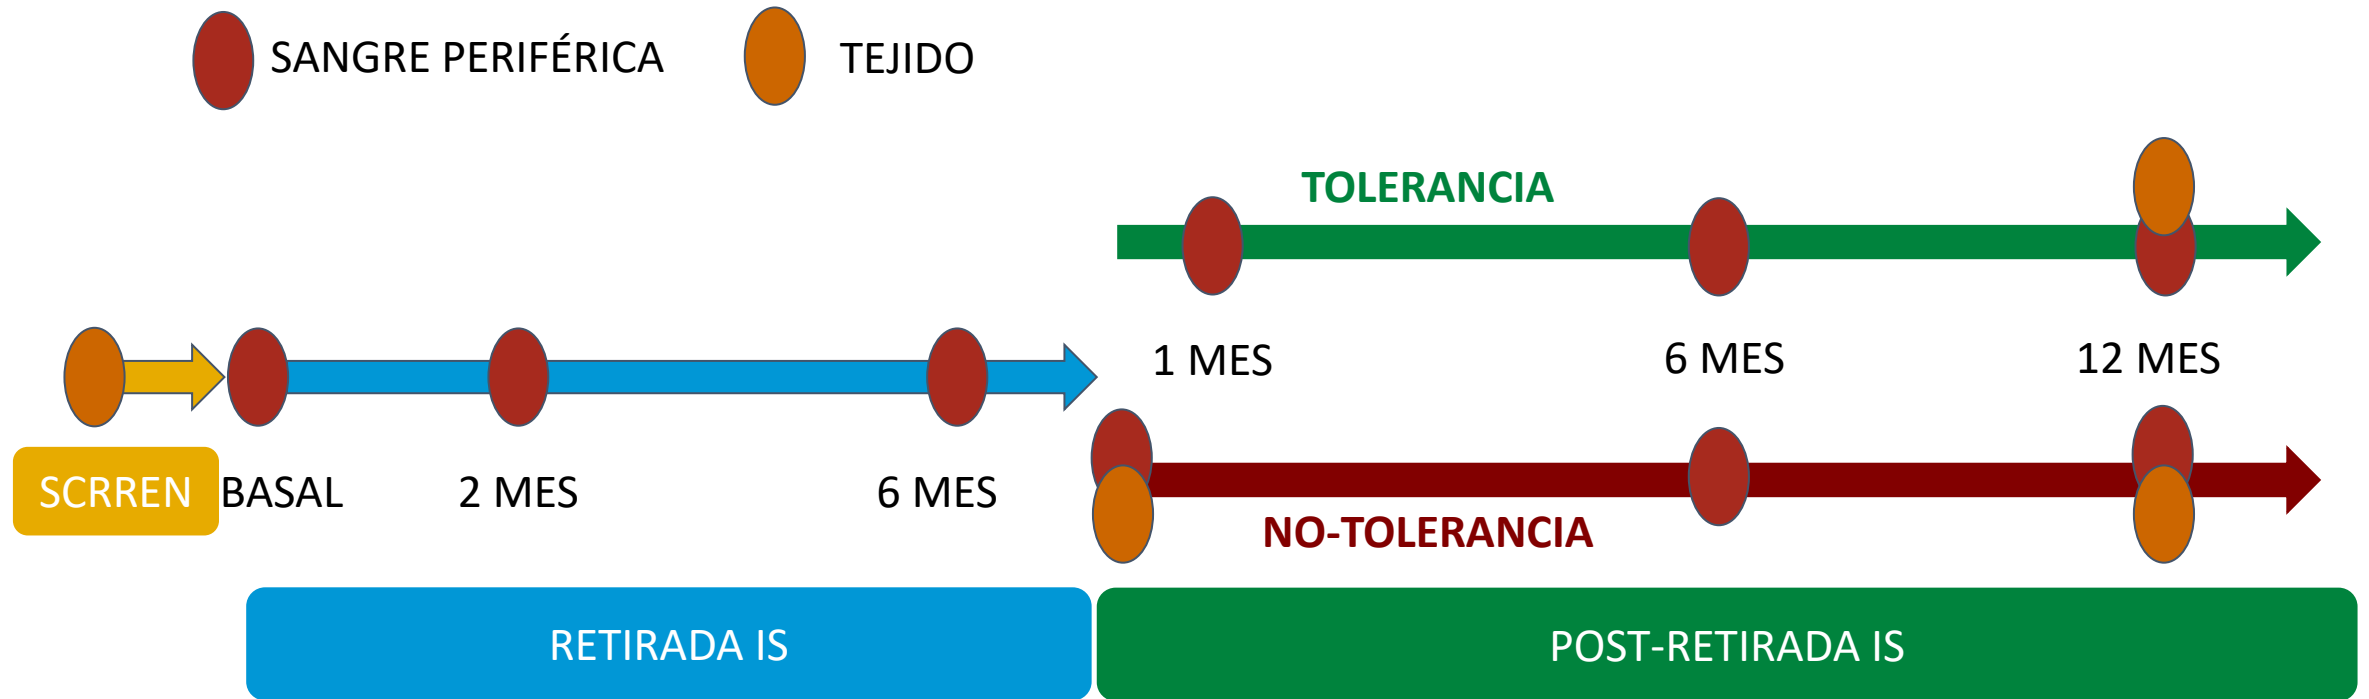 SANGRE PERIFÉRICA
TEJIDO
TOLERANCIA
1 MES
6 MES
12 MES
SCRREN
BASAL
2 MES
6 MES
NO-TOLERANCIA
RETIRADA IS
POST-RETIRADA IS